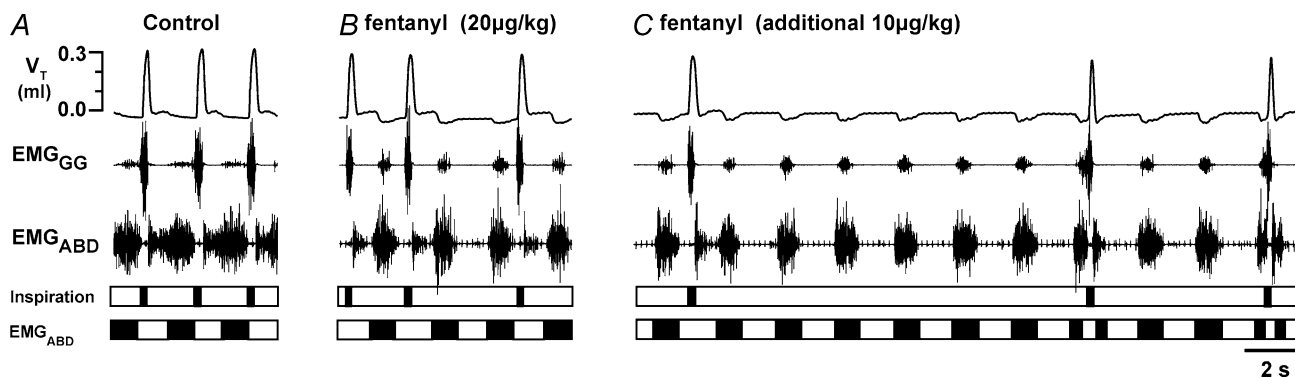 A Control B fentanyl (20µg/kg) C fentanyl (additional 10µg/kg)
V_T (ml)
0.3
0.0
EMG_GG
EMG_ABD
Inspiration
EMG_ABD
2 s